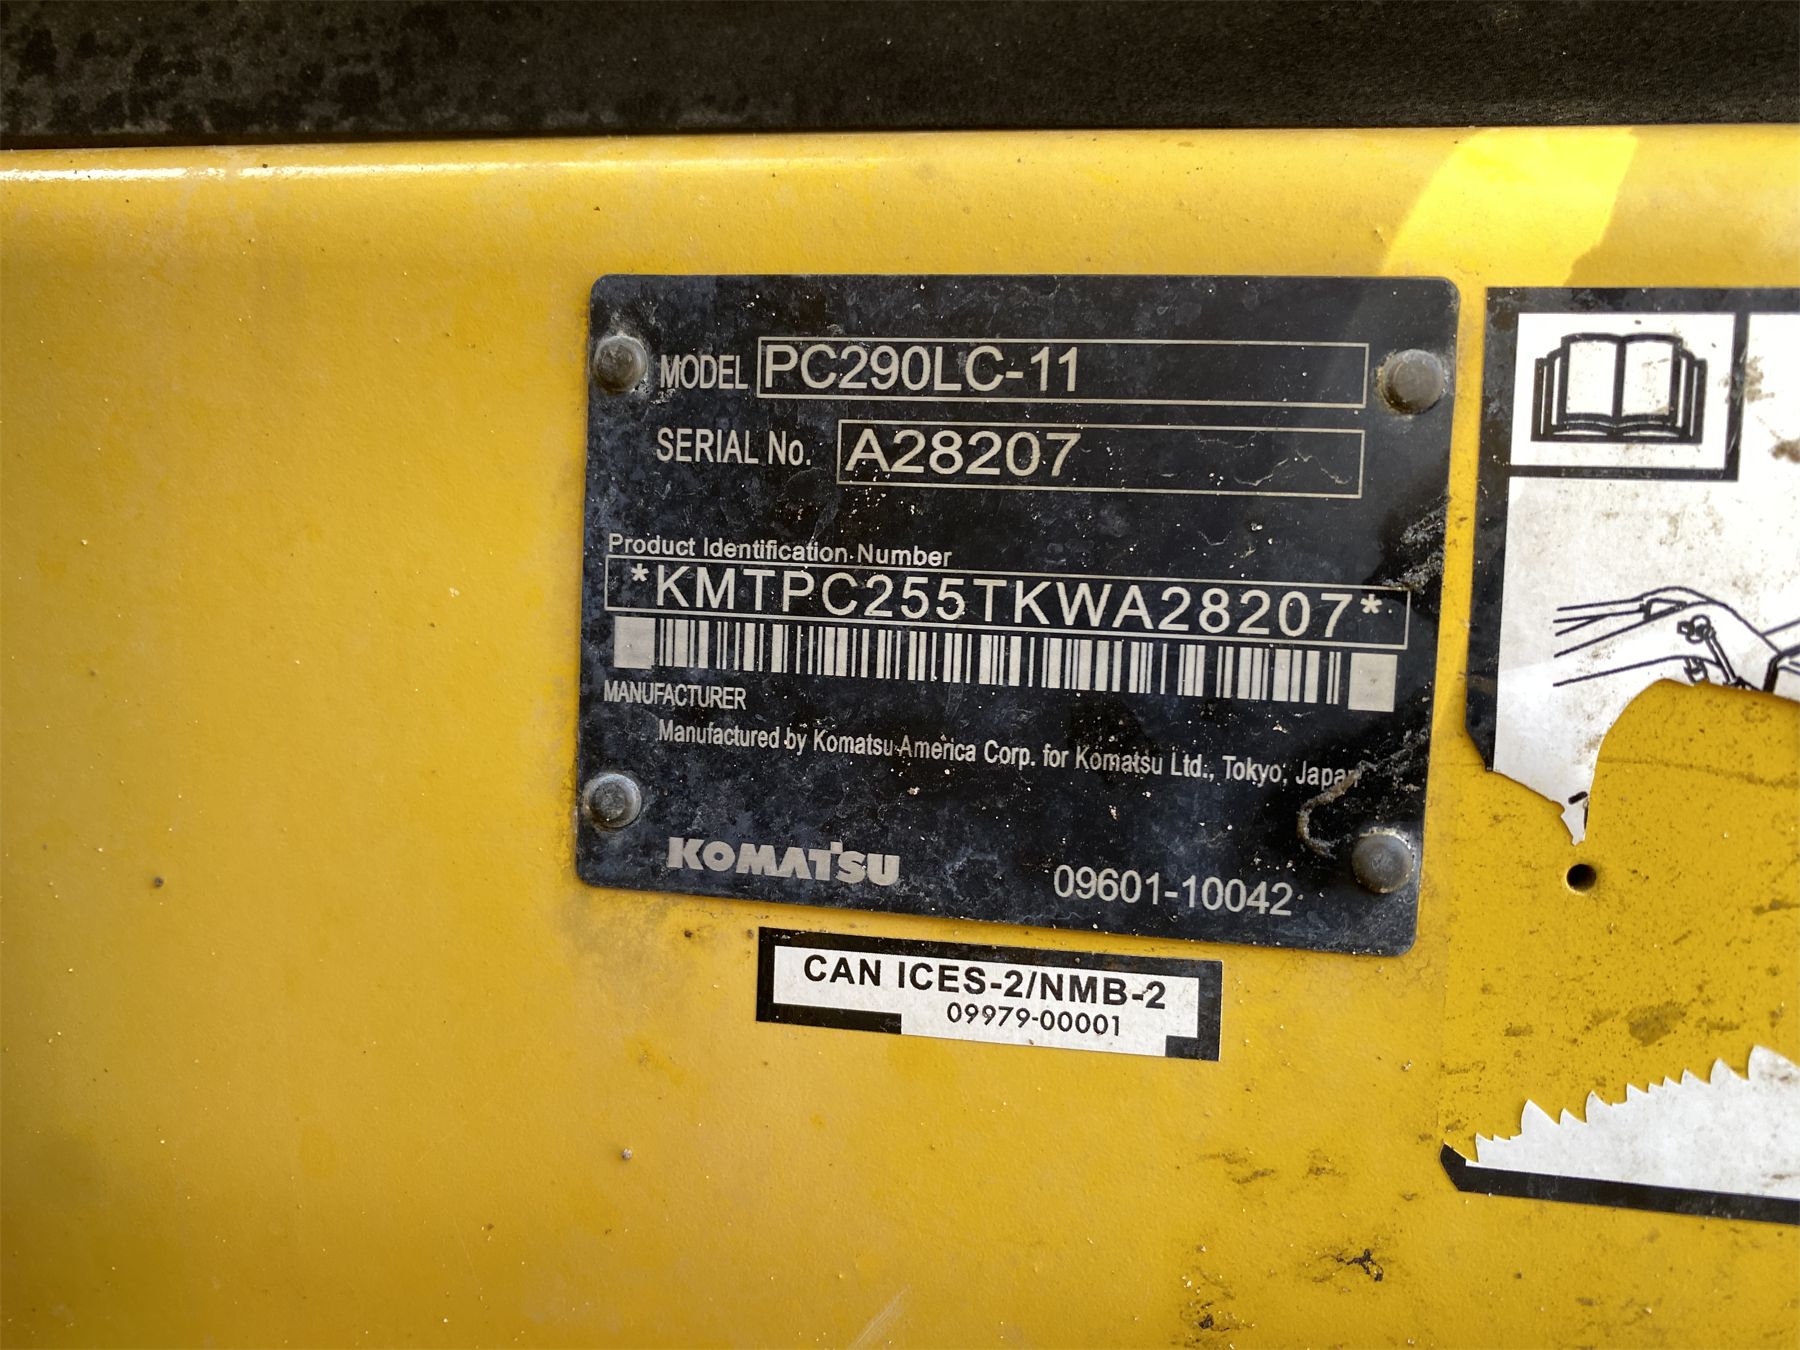 MODEL PC290LC-11
SERIAL No. A28207
Product Identification Number
*KMTPC255TKWA28207*
MANUFACTURER
Manufactured by Komatsu America Corp. for Komatsu Ltd., Tokyo, Japan
KOMATSU 09601-10042
CAN ICES-2/NMB-2
09979-00001